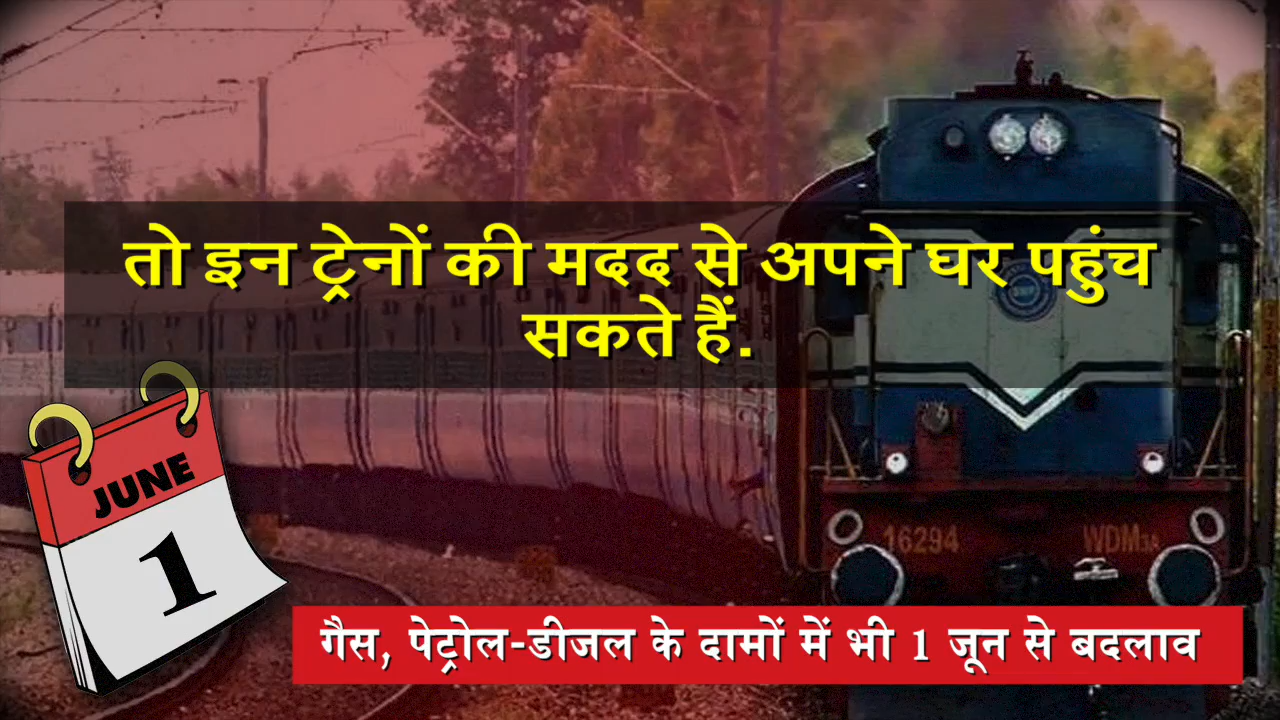 तो इन ट्रेनों की मदद से अपने घर पहुंच
सकते हैं.
JUNE
1
16294
WDM3A
गैस, पेट्रोल-डीजल के दामों में भी 1 जून से बदलाव